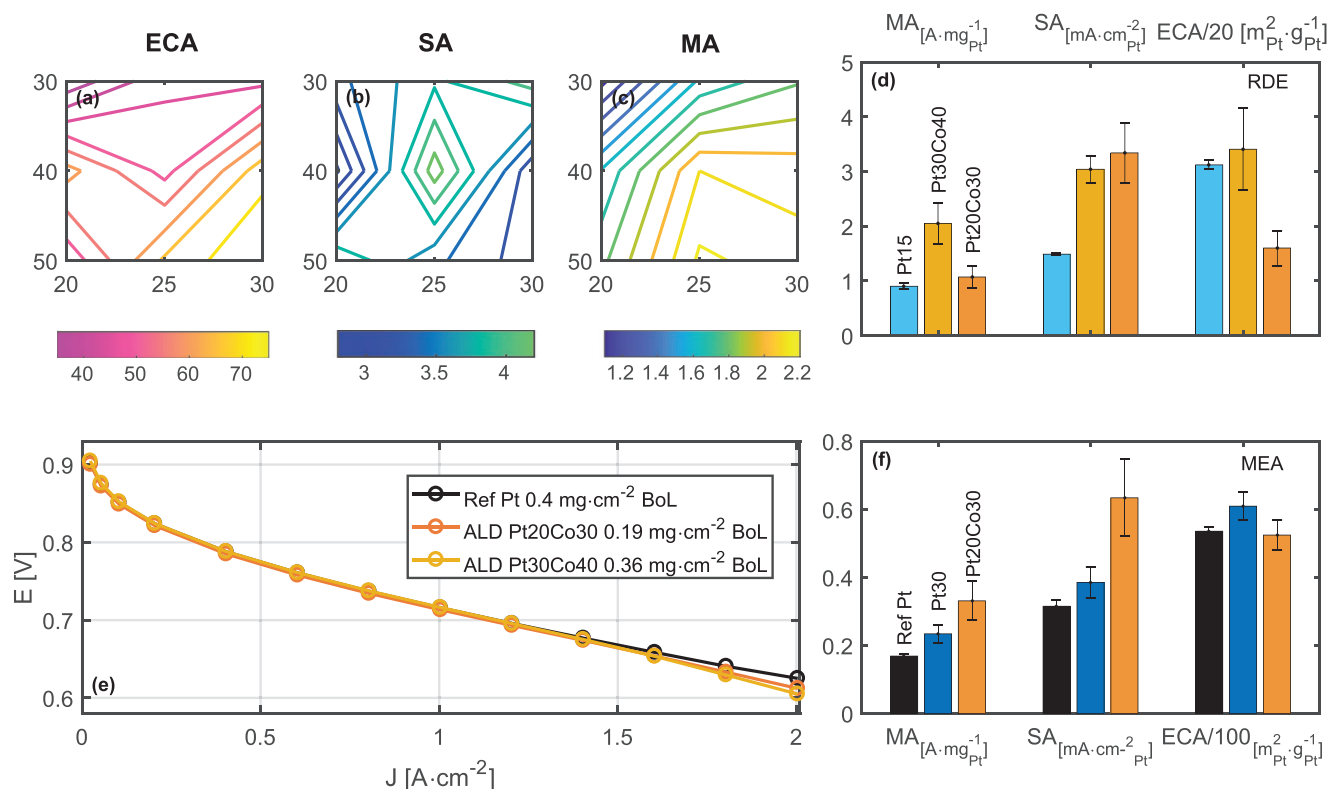 ECA
SA
MA
30
(a)
40
50
20
25
30
30
(b)
40
50
20
25
30
30
(c)
40
50
20
25
30
40
50
60
70
3
3.5
4
1.2
1.4
1.6
1.8
2
2.2
MA[A·mg-1Pt]
SA[mA·cm-2Pt]
ECA/20 [m2Pt·g-1Pt]
5
4
3
2
1
0
(d)
RDE
Pt15
Pt30Co40
Pt20Co30
E [V]
0.9
0.8
0.7
0.6
Ref Pt 0.4 mg·cm-2 BoL
ALD Pt20Co30 0.19 mg·cm-2 BoL
ALD Pt30Co40 0.36 mg·cm-2 BoL
(e)
0
0.5
1
1.5
2
J [A·cm-2]
0.8
0.6
0.4
0.2
0
(f)
MEA
Ref Pt
Pt30
Pt20Co30
MA[A·mg-1Pt]
SA[mA·cm-2Pt]
ECA/100[m2Pt·g-1Pt]